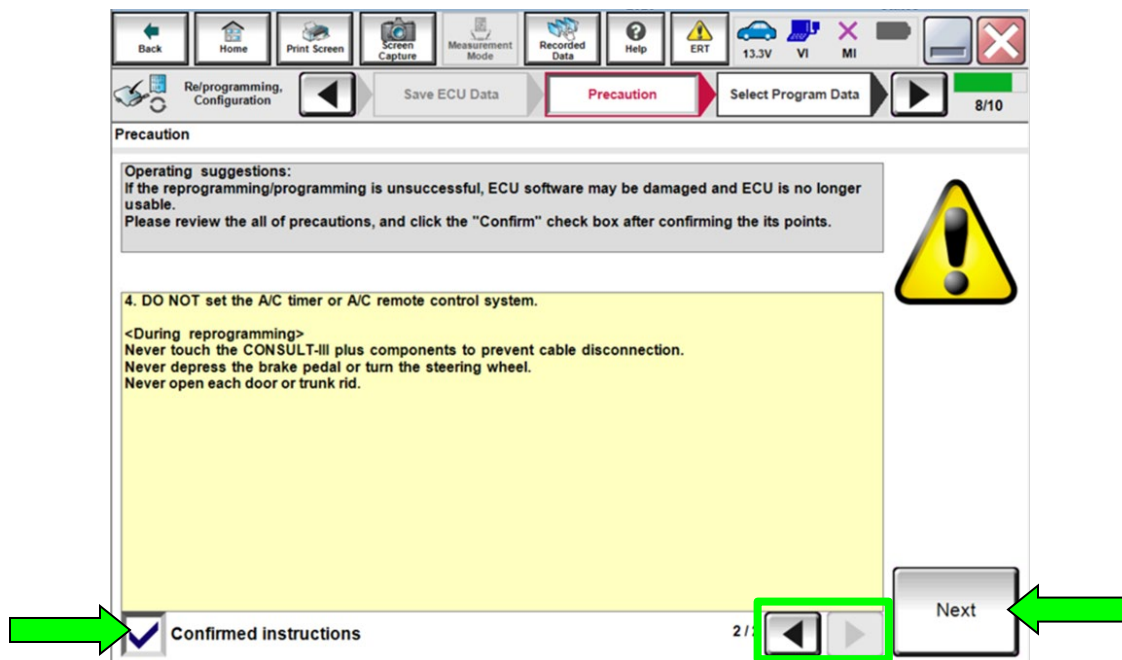 Back
Home
Print Screen
Screen
Capture
Measurement
Mode
Recorded
Data
Help
ERT
13.3V
VI
MI
Re/programming,
Configuration
Save ECU Data
Precaution
Select Program Data
8/10
Precaution
Operating suggestions:
If the reprogramming/programming is unsuccessful, ECU software may be damaged and ECU is no longer
usable.
Please review the all of precautions, and click the "Confirm" check box after confirming the its points.
4. DO NOT set the A/C timer or A/C remote control system.
<During reprogramming>
Never touch the CONSULT-III plus components to prevent cable disconnection.
Never depress the brake pedal or turn the steering wheel.
Never open each door or trunk rid.
Confirmed instructions
2/
Next